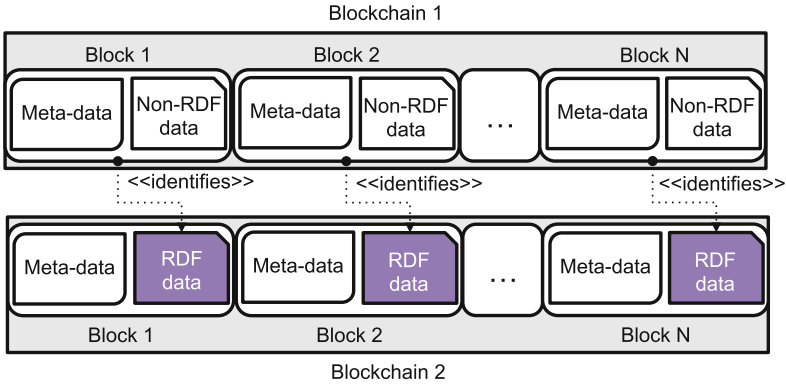 Blockchain 1
Block 1
Block 2
Block N
Meta-data
Non-RDF
data
Meta-data
Non-RDF
data
...
Meta-data
Non-RDF
data
<<identifies>>
<<identifies>>
<<identifies>>
Meta-data
RDF
data
Meta-data
RDF
data
...
Meta-data
RDF
data
Block 1
Block 2
Block N
Blockchain 2